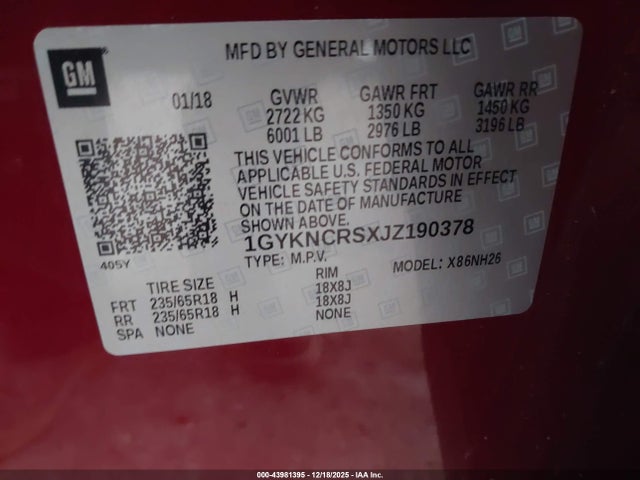 GM
MFD BY GENERAL MOTORS LLC
01/18 GVWR GAWR FRT GAWR RR
2722 KG 1350 KG 1450 KG
6001 LB 2976 LB 3196 LB
THIS VEHICLE CONFORMS TO ALL
APPLICABLE U.S. FEDERAL MOTOR
VEHICLE SAFETY STANDARDS IN EFFECT
ON THE DATE OF MANUFACTURE
SHOWN ABOVE.
1GYKNCRSXJZ190378
405Y
TYPE: M.P.V. MODEL: X86NH26
TIRE SIZE RIM
FRT 235/65R18 H 18X8J
RR 235/65R18 H 18X8J
SPA NONE NONE
000-43981395 - 12/18/2025 - IAA Inc.